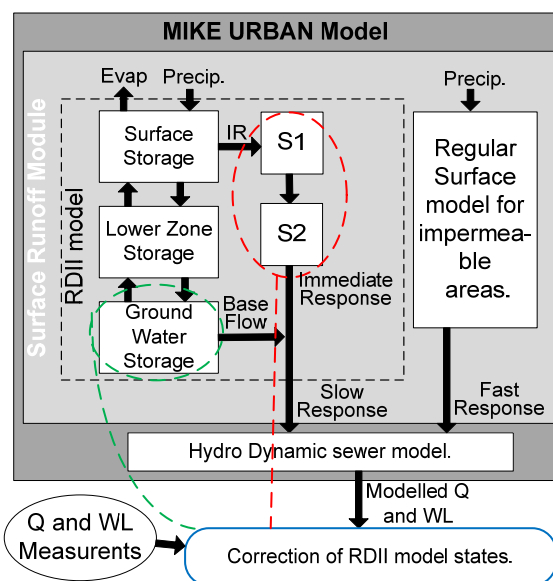 MIKE URBAN Model
Surface Runoff Module
Evap
Precip.
RDII model
Surface
Storage
IR
S1
S2
Lower Zone
Storage
Ground
Water
Storage
Base
Flow
Immediate
Response
Slow
Response
Precip.
Regular
Surface
model for
impermea-
ble
areas.
Fast
Response
Hydro Dynamic sewer model.
Modelled Q
and WL
Q and WL
Measurents
Correction of RDII model states.